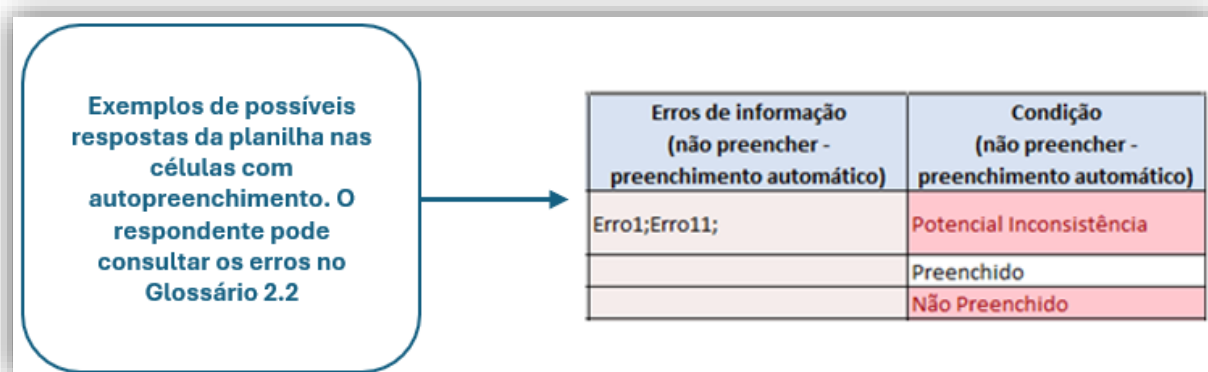 Exemplos de possíveis
respostas da planilha nas
células com
autopreenchimento. O
respondente pode
consultar os erros no
Glossário 2.2
Erros de informação
(não preencher -
preenchimento automático)
Condição
(não preencher -
preenchimento automático)
Erro1;Erro11;
Potencial Inconsistência
Preenchido
Não Preenchido